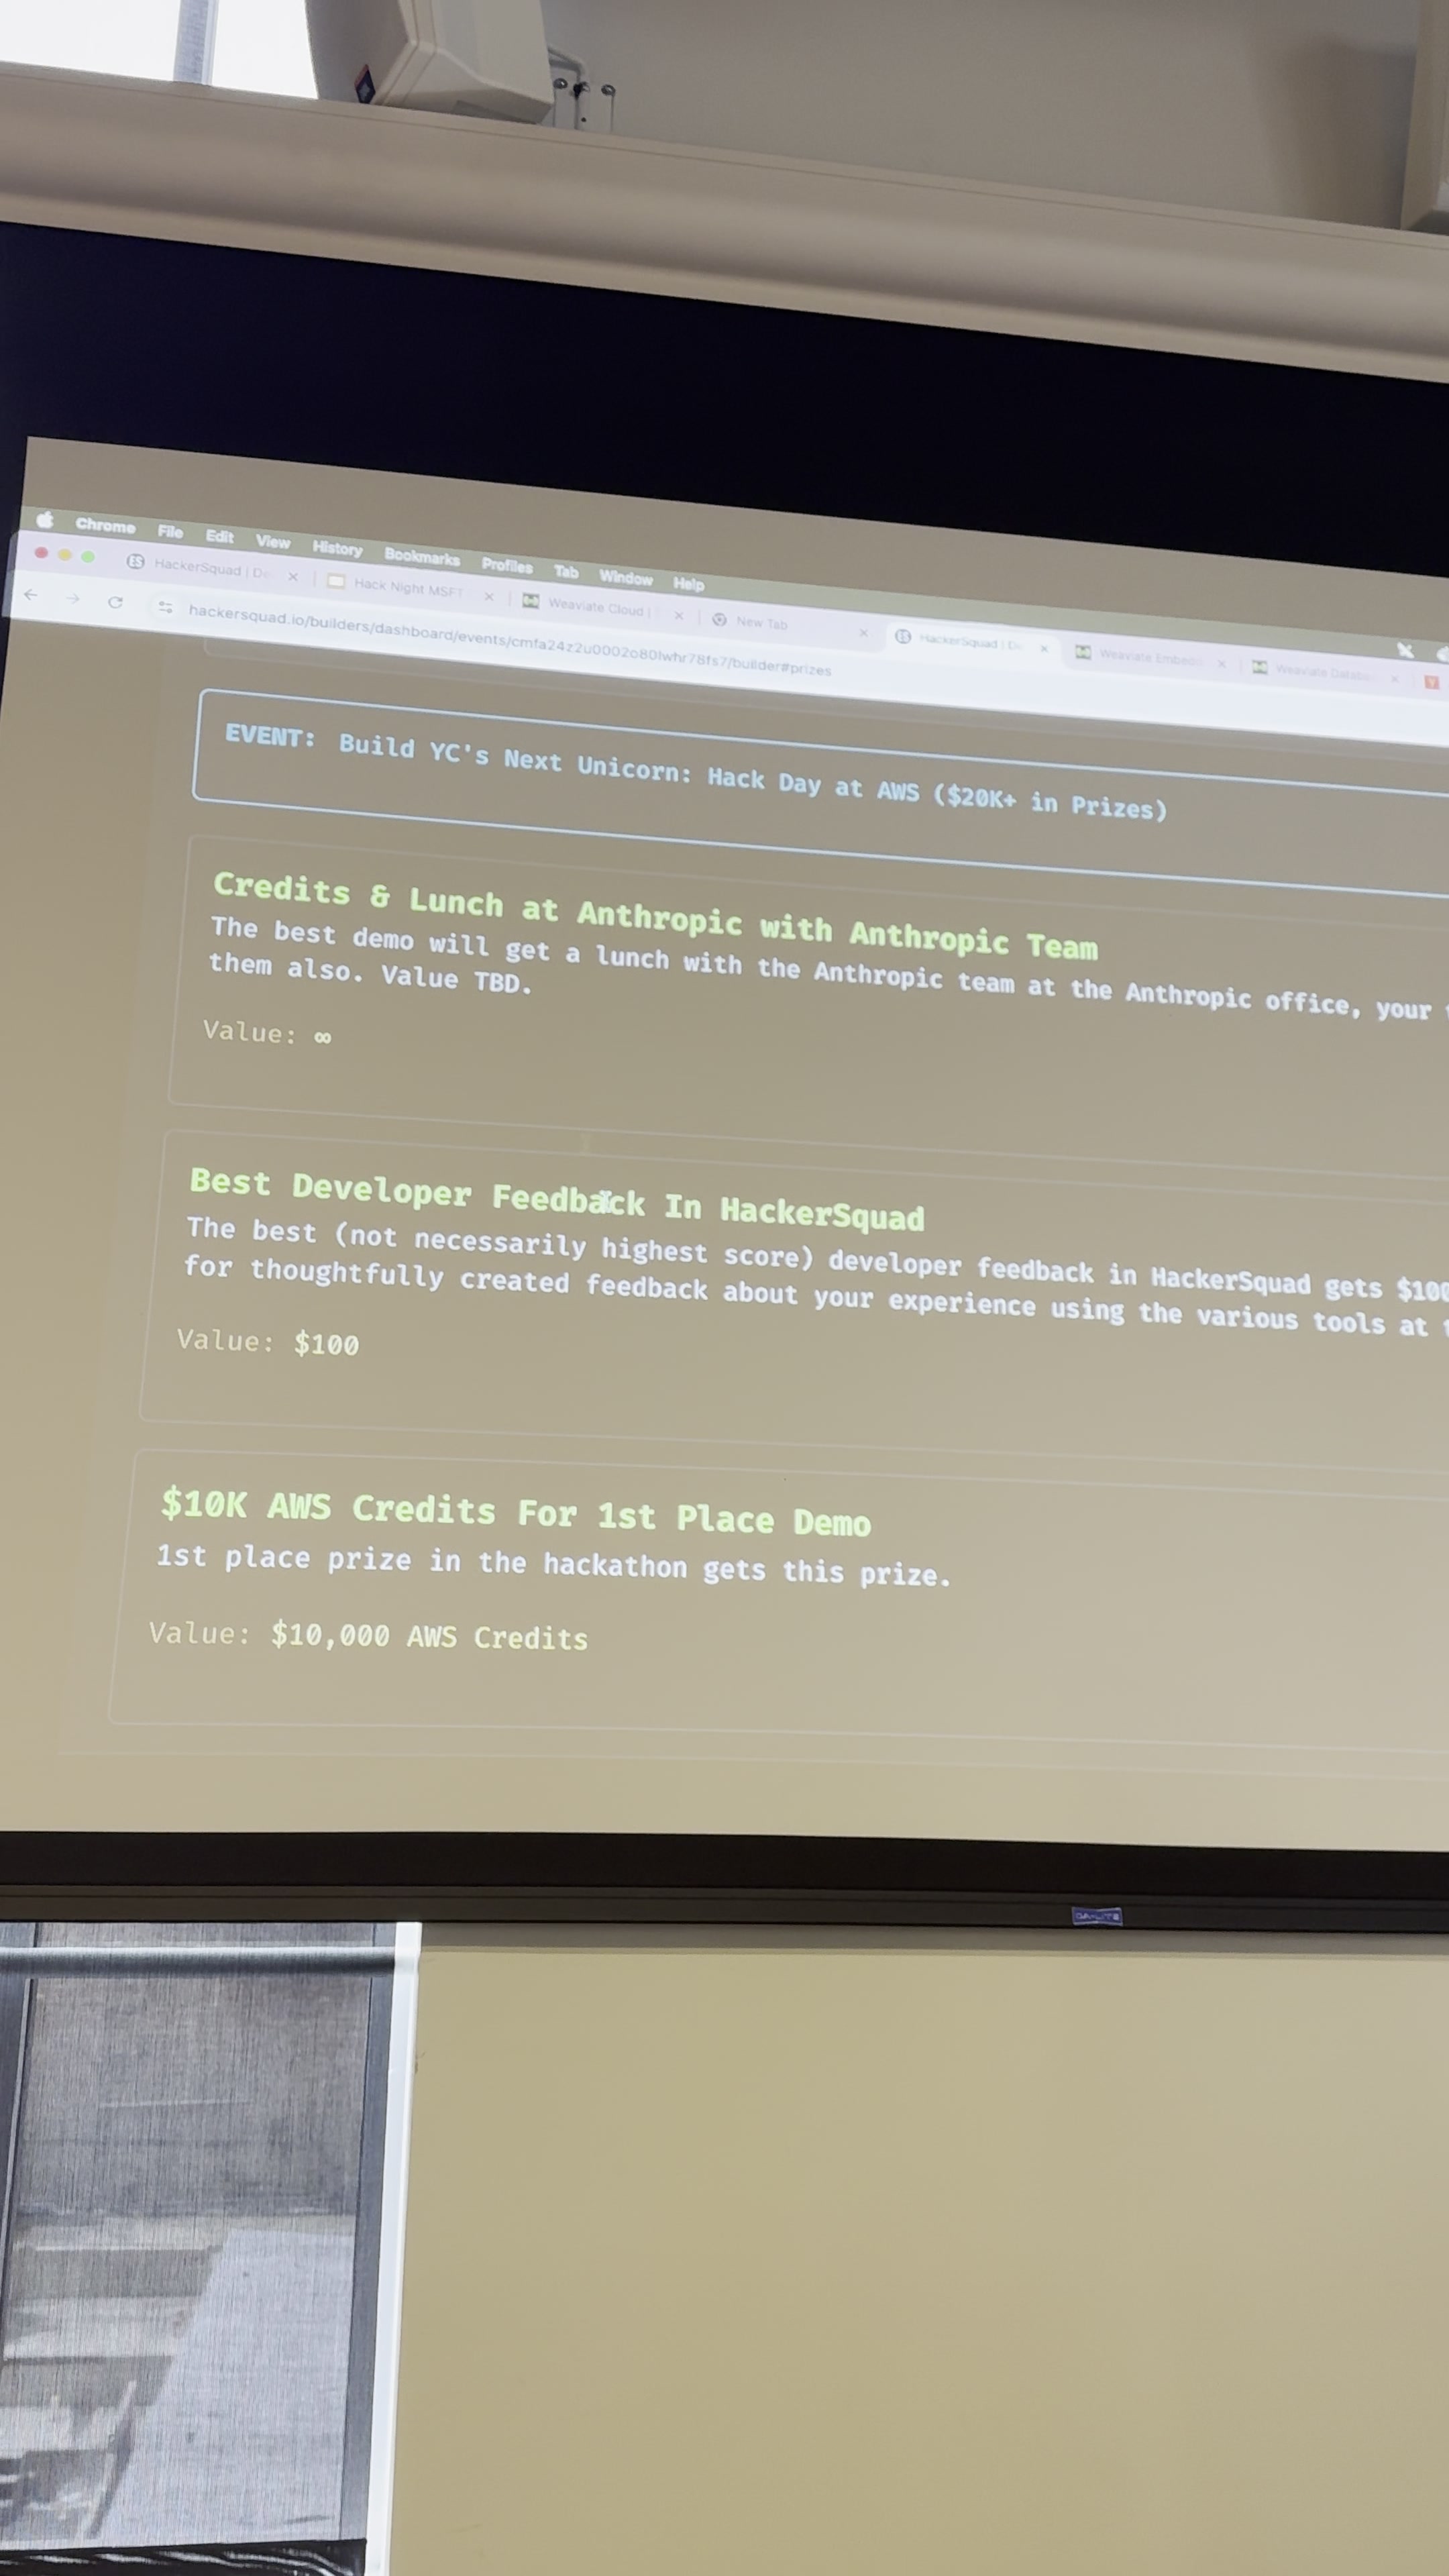 Chrome File Edit View History Bookmarks Profiles Tab Window Help
HackerSquad | De
Hack Night MSFT
Weaviate Cloud |
New Tab
HackerSquad | De
Weaviate Embed
Weaviate Databa
hackersquad.io/builders/dashboard/events/cmfa24z2u0002o80lwhr78fs7/builder#prizes
EVENT: Build YC's Next Unicorn: Hack Day at AWS ($20K+ in Prizes)
Credits & Lunch at Anthropic with Anthropic Team
The best demo will get a lunch with the Anthropic team at the Anthropic office, your
them also. Value TBD.
Value: ∞
Best Developer Feedback In HackerSquad
The best (not necessarily highest score) developer feedback in HackerSquad gets $100
for thoughtfully created feedback about your experience using the various tools at
Value: $100
$10K AWS Credits For 1st Place Demo
1st place prize in the hackathon gets this prize.
Value: $10,000 AWS Credits
DA-LITE